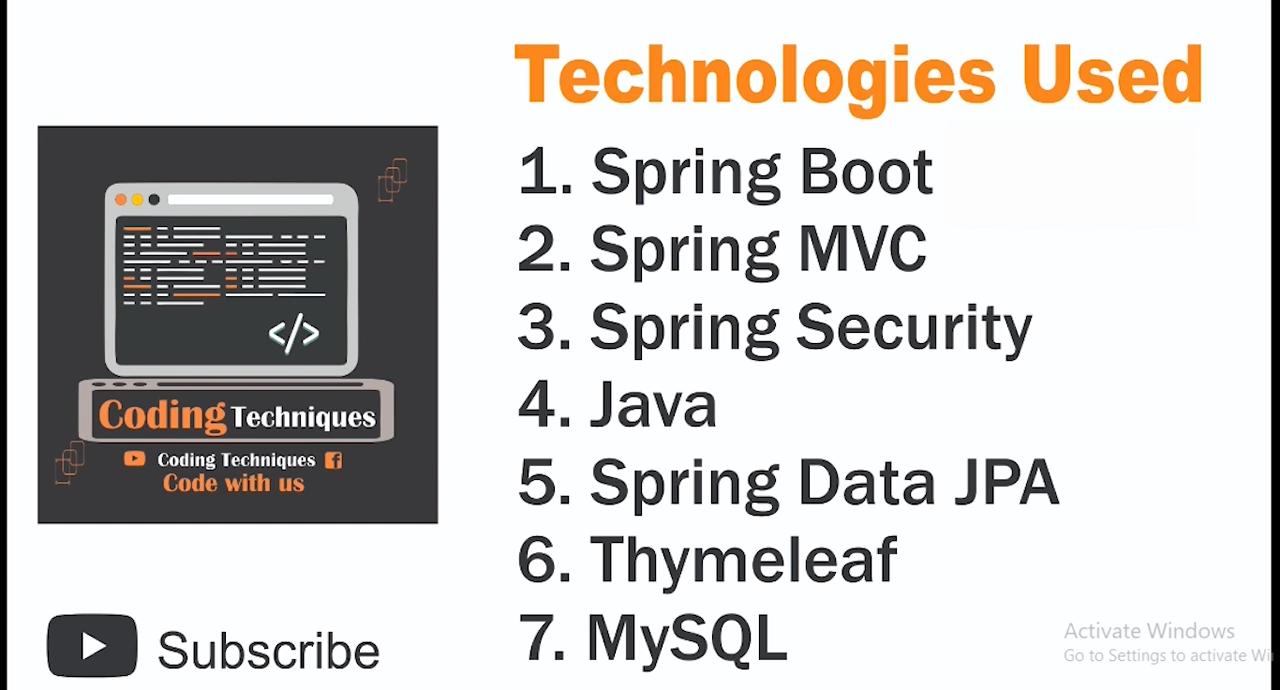 Technologies Used
1. Spring Boot
2. Spring MVC
3. Spring Security
4. Java
5. Spring Data JPA
6. Thymeleaf
7. MySQL
</>
Coding Techniques
Coding Techniques
Code with us
Subscribe
Activate Windows
Go to Settings to activate